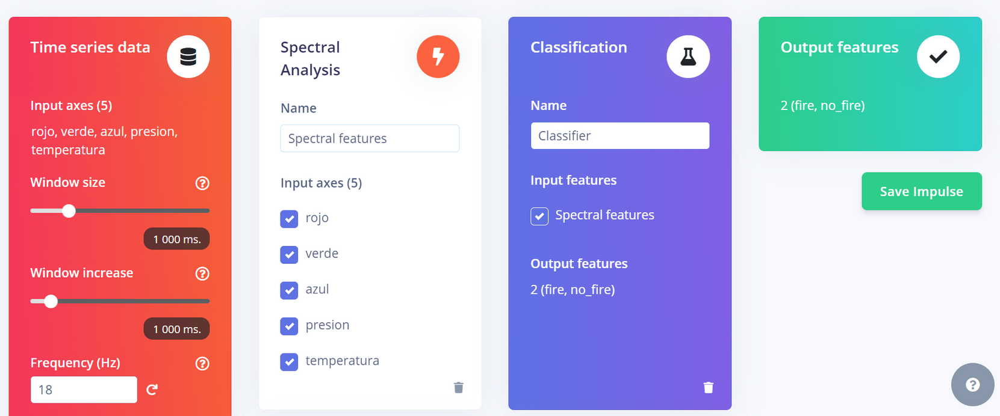 Time series data
Input axes (5)
rojo, verde, azul, presion,
temperatura
Window size
1 000 ms.
Window increase
1 000 ms.
Frequency (Hz)
18
Spectral
Analysis
Name
Spectral features
Input axes (5)
rojo
verde
azul
presion
temperatura
Classification
Name
Classifier
Input features
Spectral features
Output features
2 (fire, no_fire)
Output features
2 (fire, no_fire)
Save Impulse